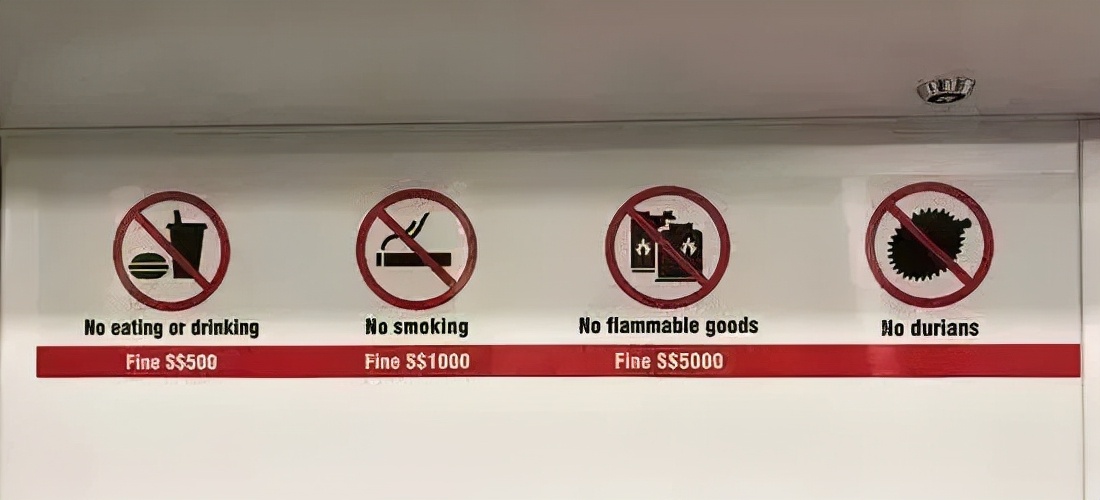 No eating or drinking
Fine S$500
No smoking
Fine S$1000
No flammable goods
Fine S$5000
No durians